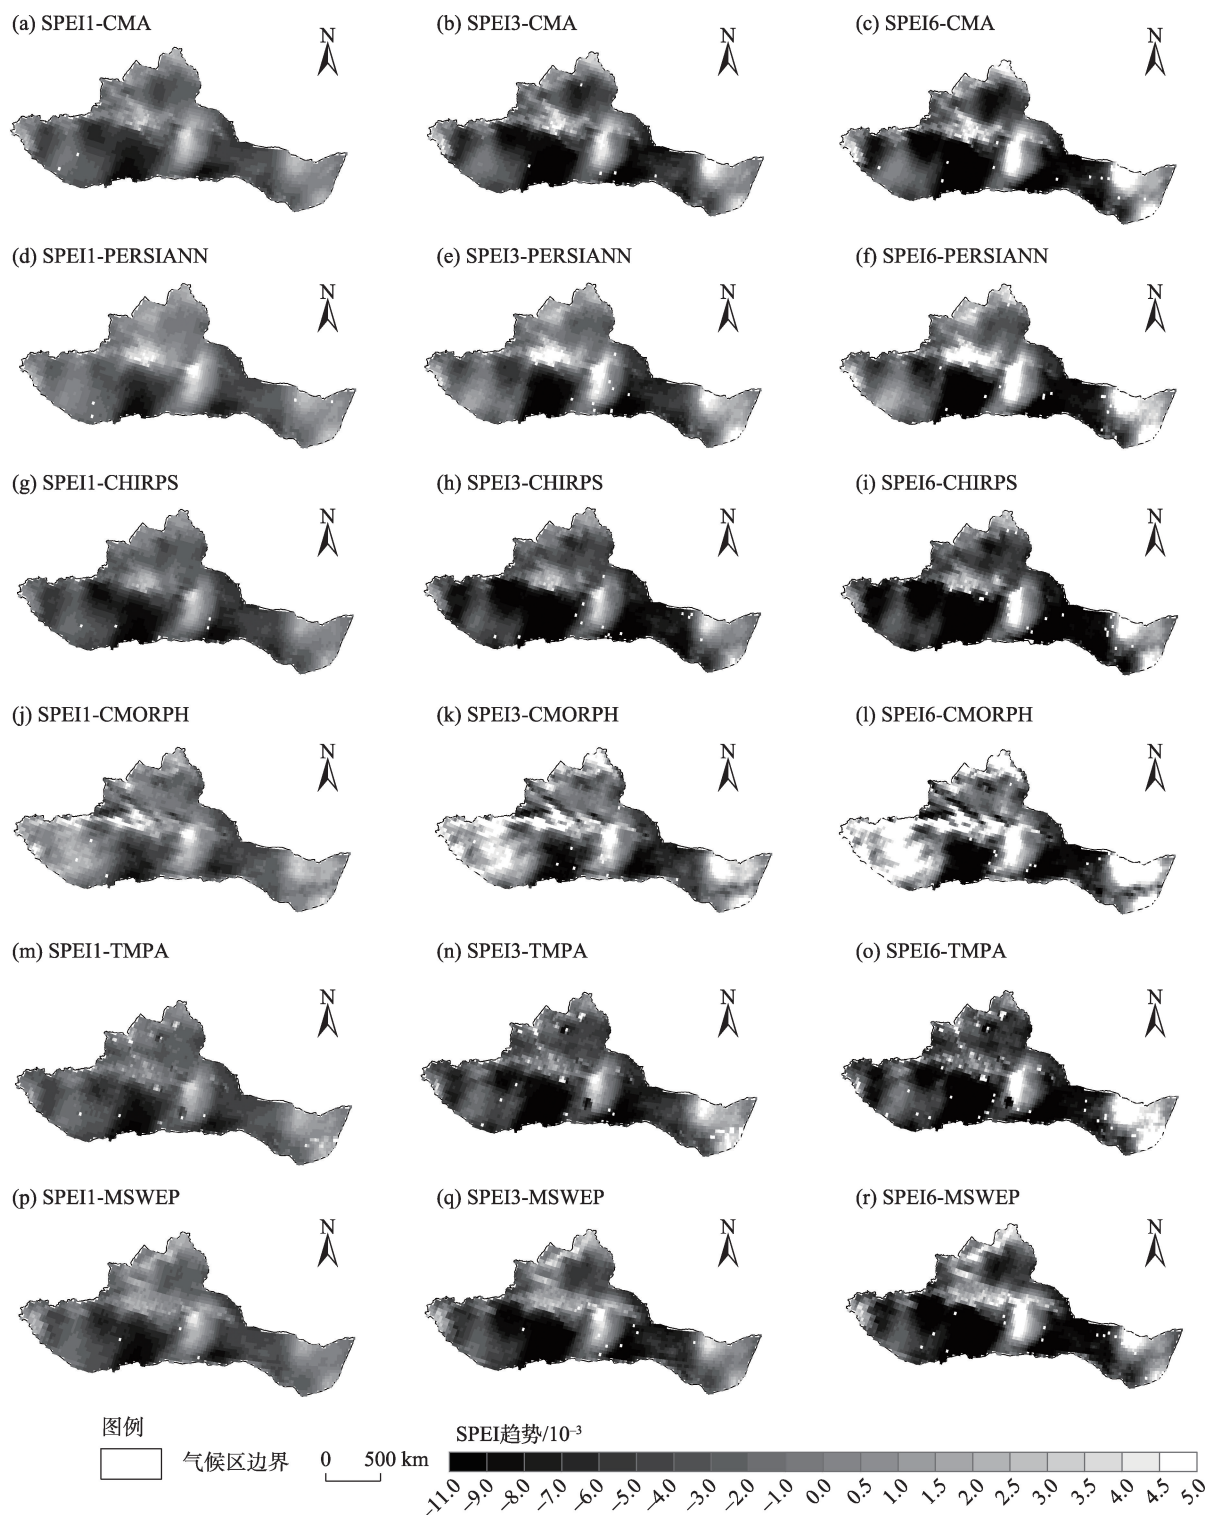 (a) SPEI1-CMA (b) SPEI3-CMA (c) SPEI6-CMA
N N N
(d) SPEI1-PERSIANN (e) SPEI3-PERSIANN (f) SPEI6-PERSIANN
N N N
(g) SPEI1-CHIRPS (h) SPEI3-CHIRPS (i) SPEI6-CHIRPS
N N N
(j) SPEI1-CMORPH (k) SPEI3-CMORPH (l) SPEI6-CMORPH
N N N
(m) SPEI1-TMPA (n) SPEI3-TMPA (o) SPEI6-TMPA
N N N
(p) SPEI1-MSWEP (q) SPEI3-MSWEP (r) SPEI6-MSWEP
N N N
图例 SPEI趋势/10⁻³
气候区边界 0 500 km
−11.0 −9.0 −8.0 −7.0 −6.0 −5.0 −4.0 −3.0 −2.0 −1.0 0.0 0.5 1.0 1.5 2.0 2.5 3.0 3.5 4.0 4.5 5.0